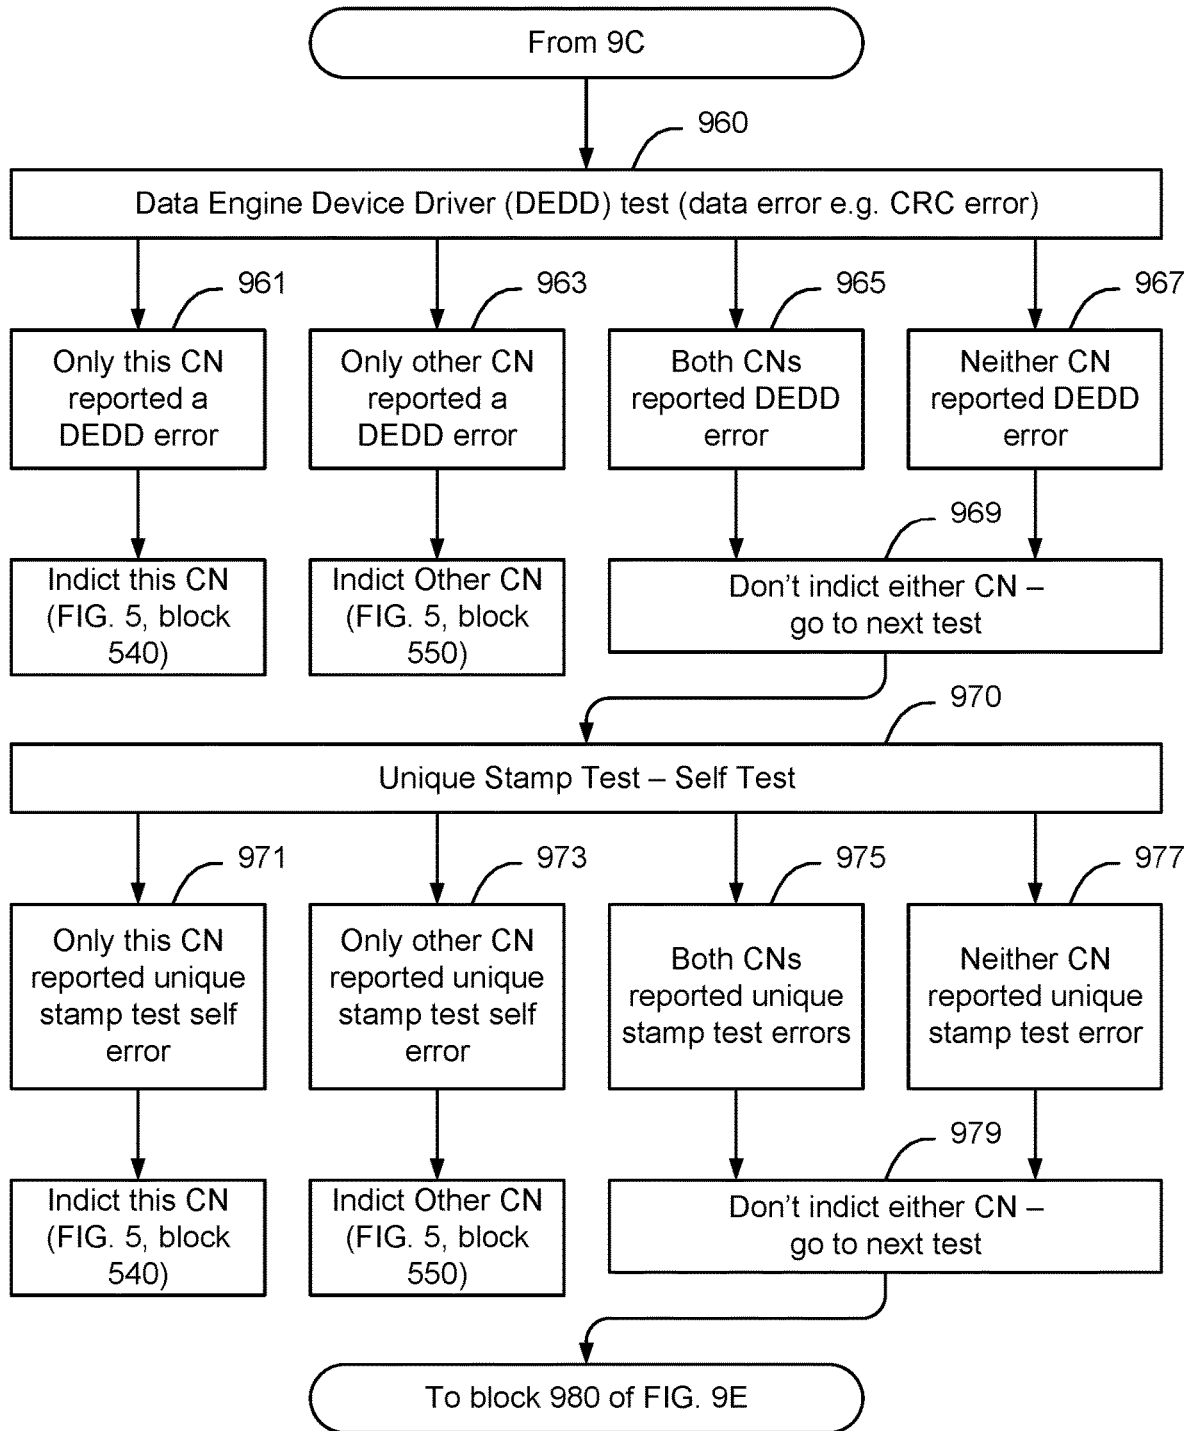 From 9C
960
Data Engine Device Driver (DEDD) test (data error e.g. CRC error)
961
963
965
967
Only this CN
reported a
DEDD error
Only other CN
reported a
DEDD error
Both CNs
reported DEDD
error
Neither CN
reported DEDD
error
969
Indict this CN
(FIG. 5, block
540)
Indict Other CN
(FIG. 5, block
550)
Don't indict either CN –
go to next test
970
Unique Stamp Test – Self Test
971
973
975
977
Only this CN
reported unique
stamp test self
error
Only other CN
reported unique
stamp test self
error
Both CNs
reported unique
stamp test errors
Neither CN
reported unique
stamp test error
979
Indict this CN
(FIG. 5, block
540)
Indict Other CN
(FIG. 5, block
550)
Don't indict either CN –
go to next test
To block 980 of FIG. 9E